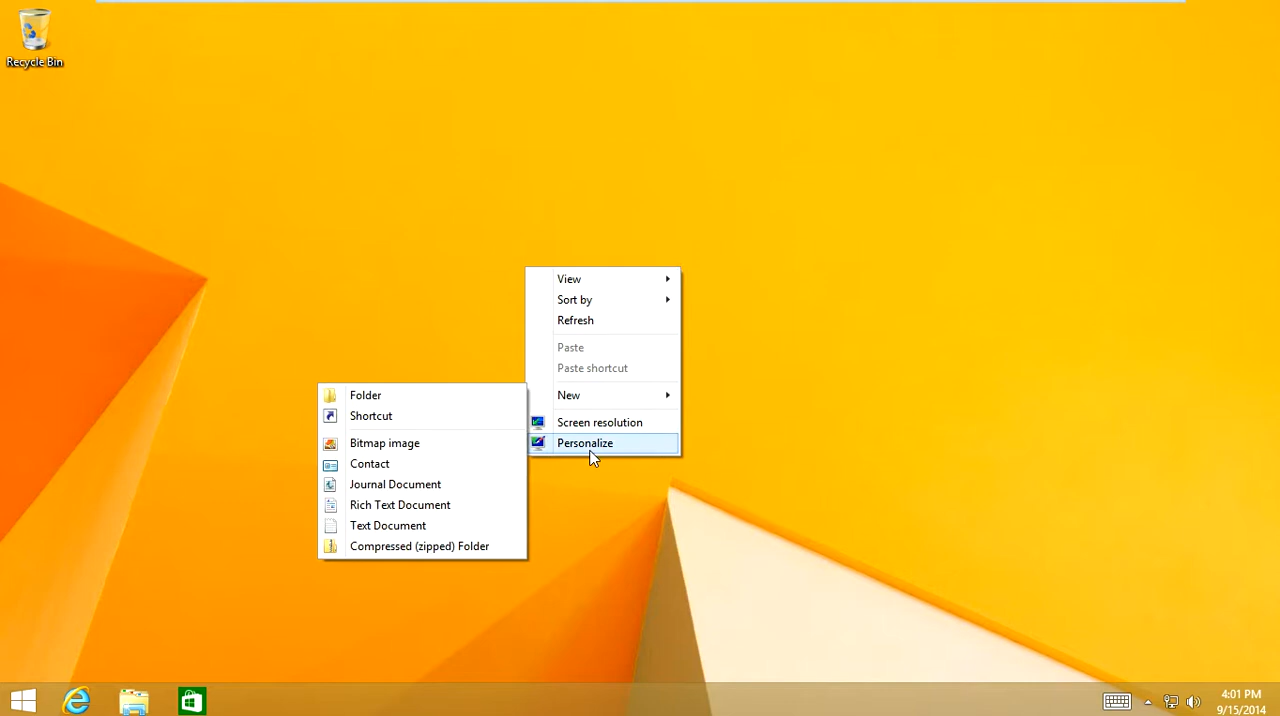 Recycle Bin
View
Sort by
Refresh
Paste
Paste shortcut
New
Screen resolution
Personalize
Folder
Shortcut
Bitmap image
Contact
Journal Document
Rich Text Document
Text Document
Compressed (zipped) Folder
4:01 PM
9/15/2014